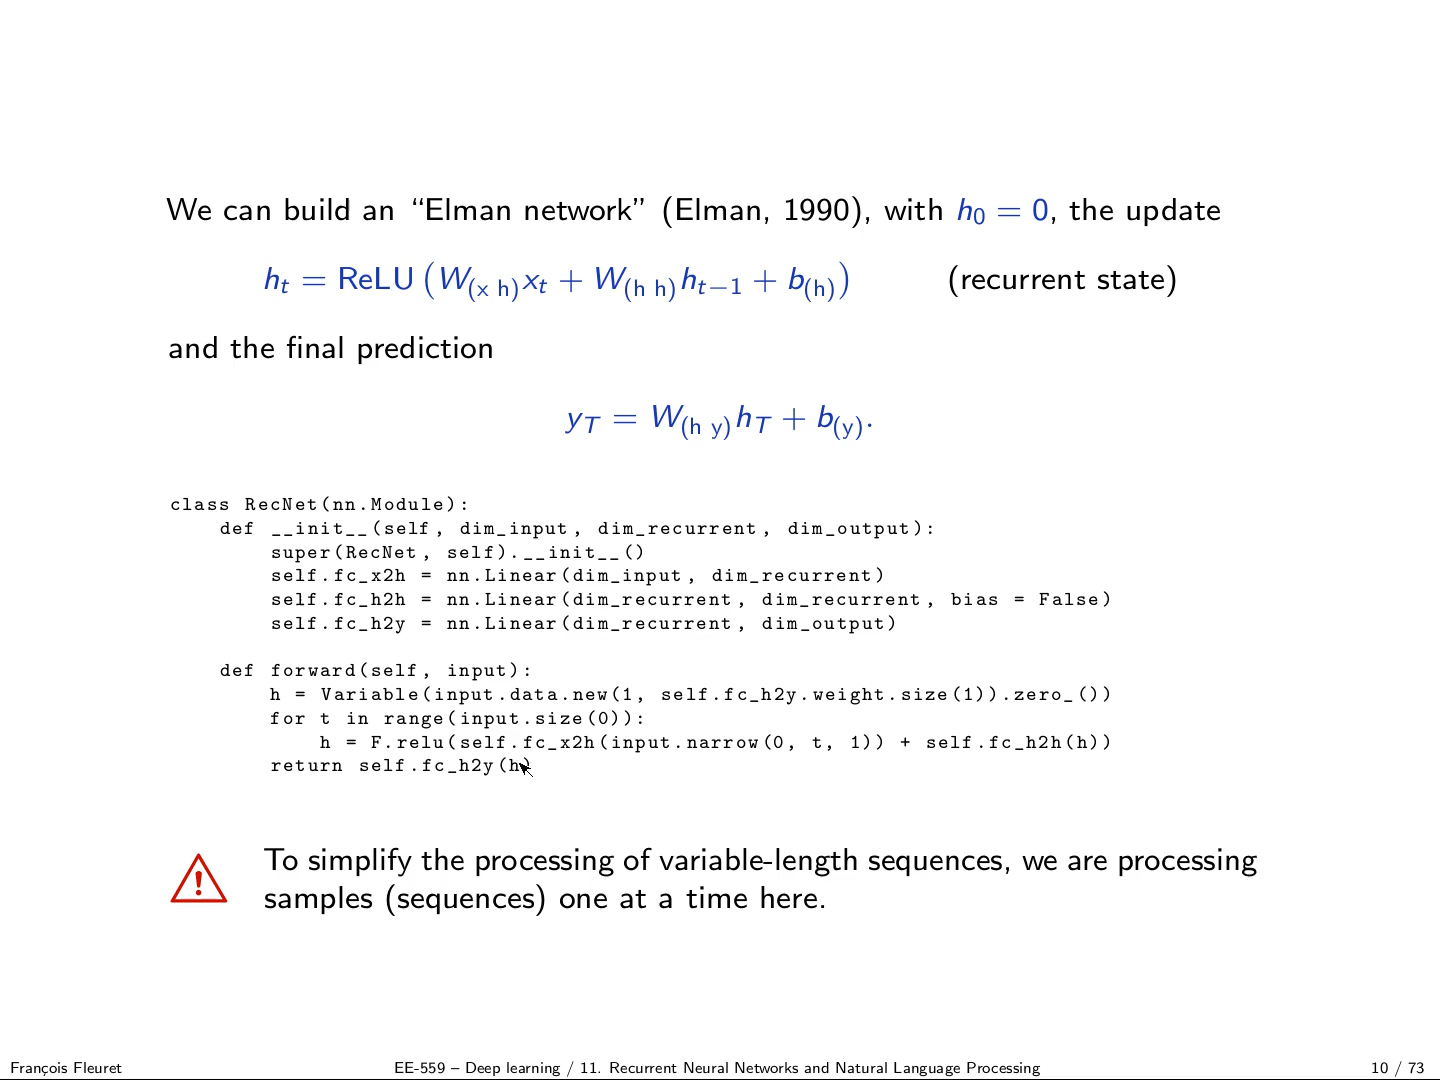 We can build an “Elman network” (Elman, 1990), with h₀ = 0, the update
hₜ = ReLU (W₍ₓ ₕ₎xₜ + W₍ₕ ₕ₎hₜ₋₁ + b₍ₕ₎) (recurrent state)
and the final prediction
y_T = W_(h y)h_T + b_(y).
class RecNet(nn.Module):
    def __init__(self, dim_input, dim_recurrent, dim_output):
        super(RecNet, self).__init__()
        self.fc_x2h = nn.Linear(dim_input, dim_recurrent)
        self.fc_h2h = nn.Linear(dim_recurrent, dim_recurrent, bias = False)
        self.fc_h2y = nn.Linear(dim_recurrent, dim_output)
    def forward(self, input):
        h = Variable(input.data.new(1, self.fc_h2y.weight.size(1)).zero_())
        for t in range(input.size(0)):
            h = F.relu(self.fc_x2h(input.narrow(0, t, 1)) + self.fc_h2h(h))
        return self.fc_h2y(h)
To simplify the processing of variable-length sequences, we are processing
samples (sequences) one at a time here.
François Fleuret EE-559 – Deep learning / 11. Recurrent Neural Networks and Natural Language Processing 10 / 73